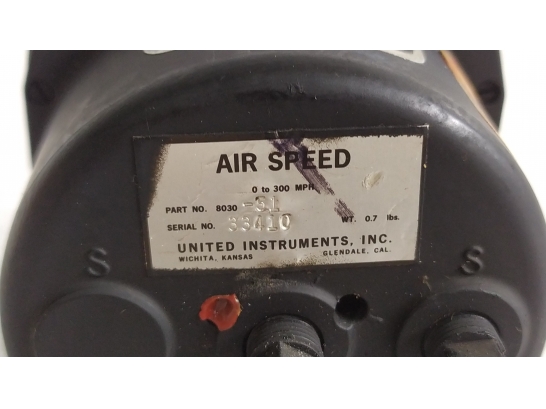 AIR SPEED
0 to 300 MPH
PART NO. 8030 -S1
SERIAL NO. 33410 WT. 0.7 lbs.
UNITED INSTRUMENTS, INC.
WICHITA, KANSAS GLENDALE, CAL.
S S